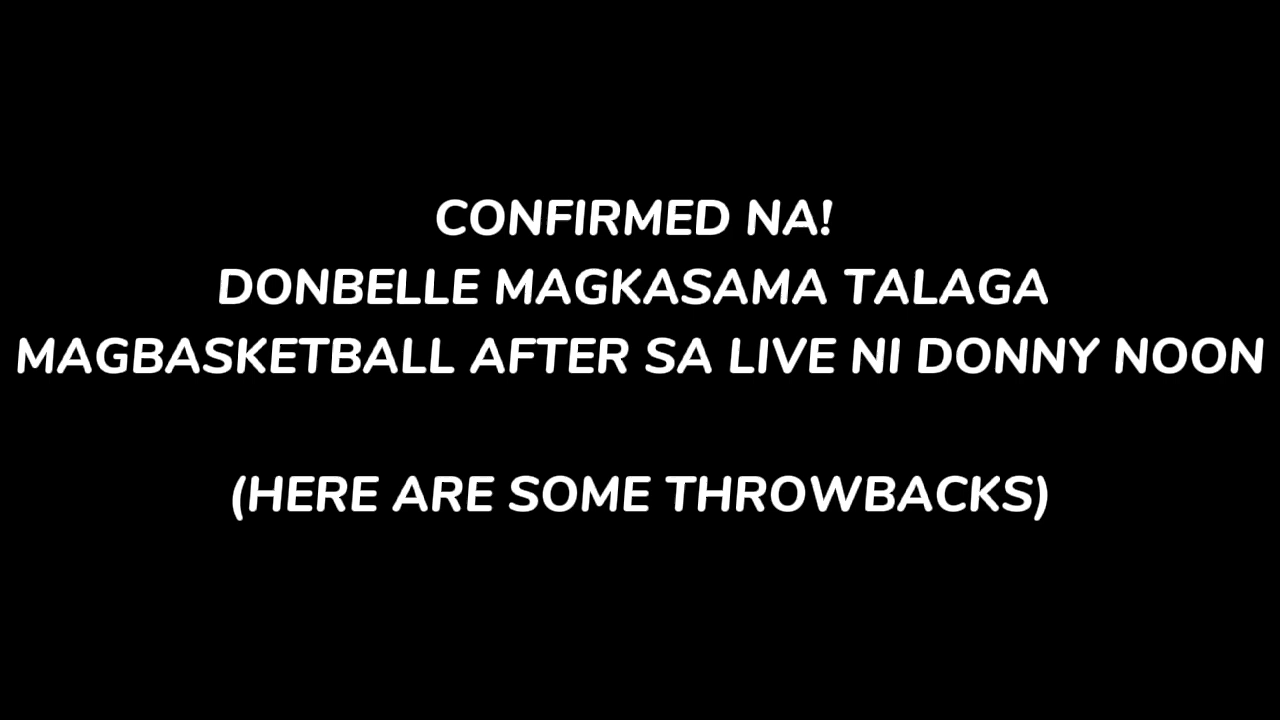 CONFIRMED NA!
DONBELLE MAGKASAMA TALAGA
MAGBASKETBALL AFTER SA LIVE NI DONNY NOON
(HERE ARE SOME THROWBACKS)